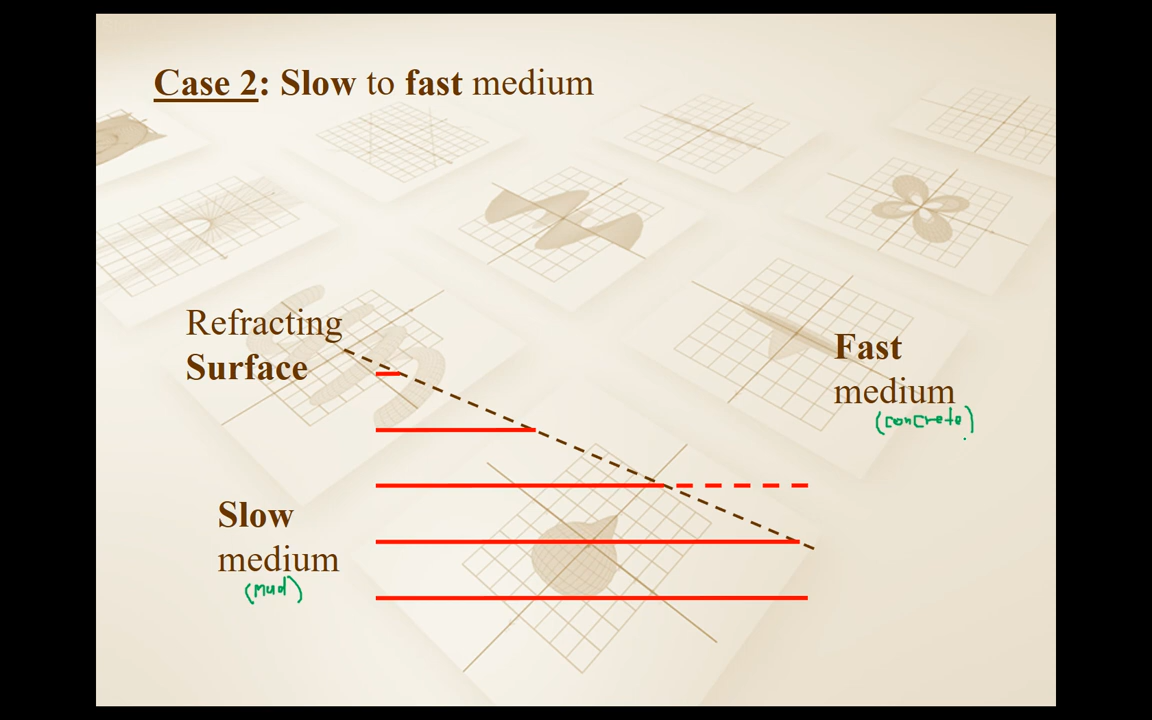 Case 2: Slow to fast medium
Refracting
Surface
Fast
medium
(concrete)
Slow
medium
(mud)